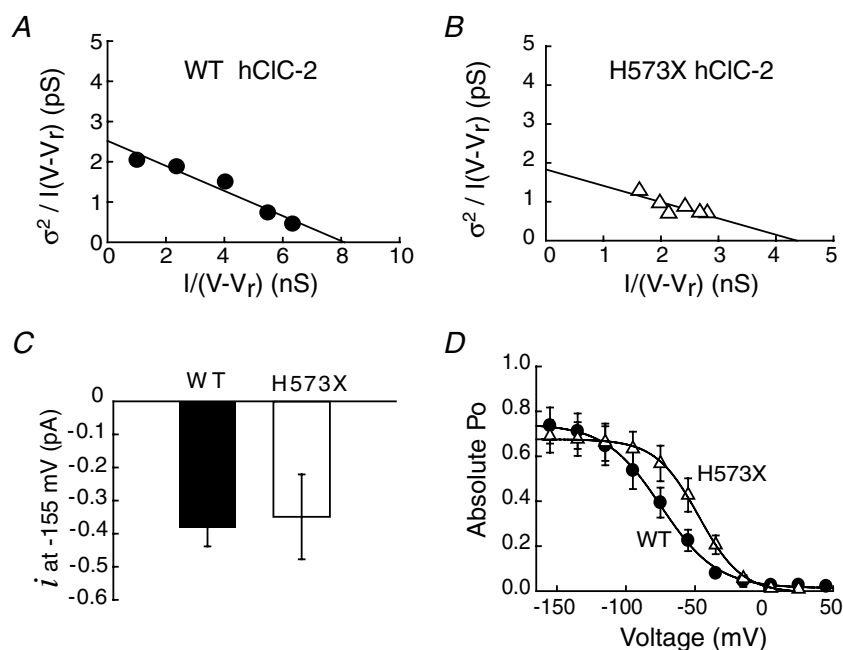 A
WT hClC-2
σ² / I(V-Vr) (pS)
5
4
3
2
1
0
0 2 4 6 8 10
I/(V-Vr) (nS)
B
H573X hClC-2
σ² / I(V-Vr) (pS)
5
4
3
2
1
0
0 1 2 3 4 5
I/(V-Vr) (nS)
C
WT H573X
i at -155 mV (pA)
0
-0.1
-0.2
-0.3
-0.4
-0.5
-0.6
D
Absolute Po
1.0
0.8
0.6
0.4
0.2
0.0
H573X
WT
-150 -100 -50 0 50
Voltage (mV)